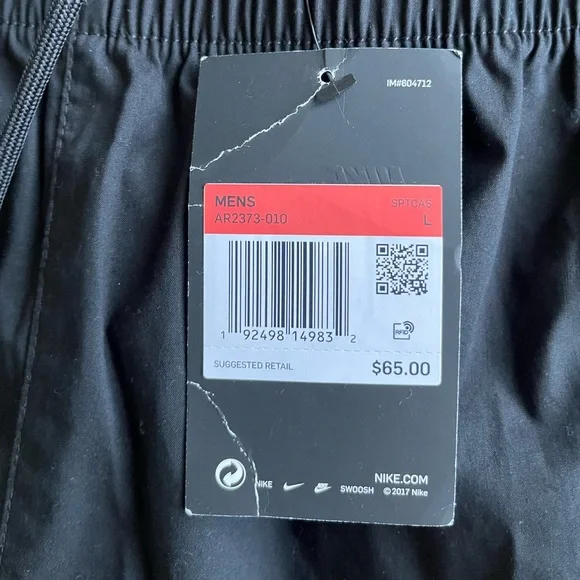 IM#604712
NIKE
MENS SPTCAS
AR2373-010 L
RFID
1 92498 14983 2
SUGGESTED RETAIL $65.00
NIKE.COM
NIKE SWOOSH © 2017 Nike